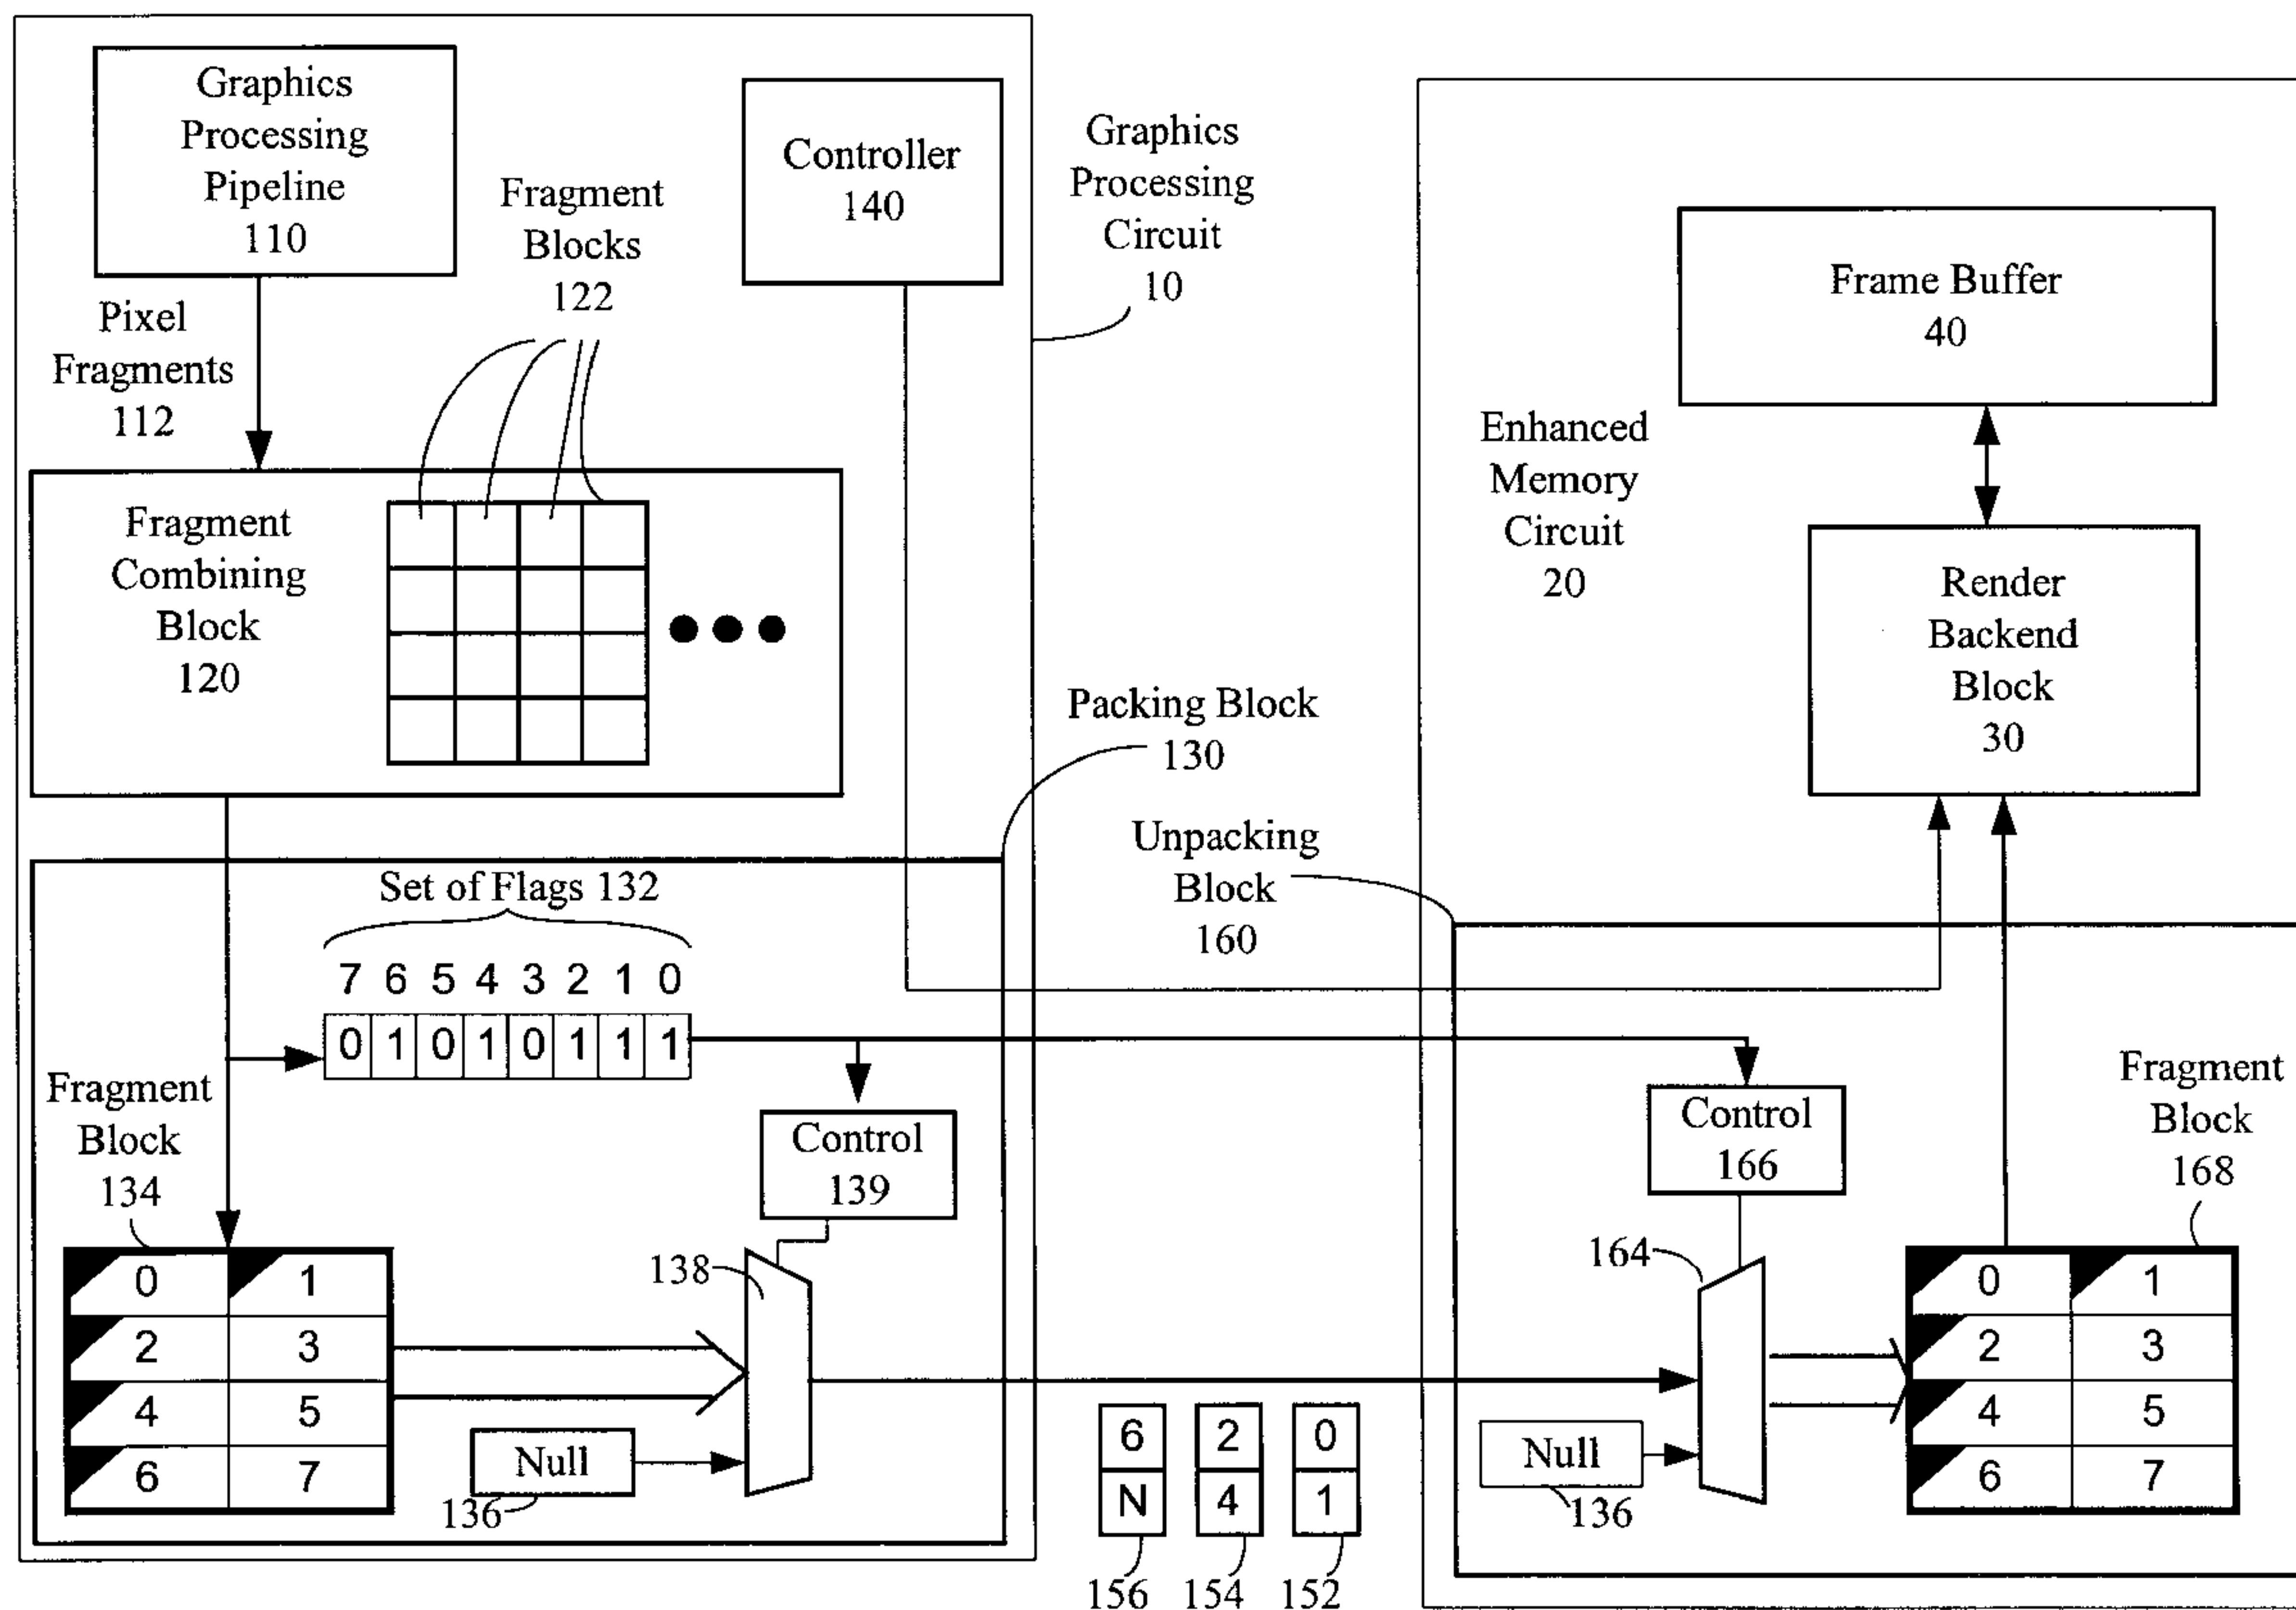 Graphics
Processing
Pipeline
110
Controller
140
Fragment
Blocks
122
Graphics
Processing
Circuit
10
Pixel
Fragments
112
Frame Buffer
40
Enhanced
Memory
Circuit
20
Fragment
Combining
Block
120
Render
Backend
Block
30
Packing Block
130
Unpacking
Block
160
Set of Flags 132
7 6 5 4 3 2 1 0
0 1 0 1 0 1 1 1
Fragment
Block
134
Control
139
Control
166
Fragment
Block
168
138
164
0 1
2 3
4 5
6 7
Null
136
6 2 0
N 4 1
156 154 152
Null
136
0 1
2 3
4 5
6 7